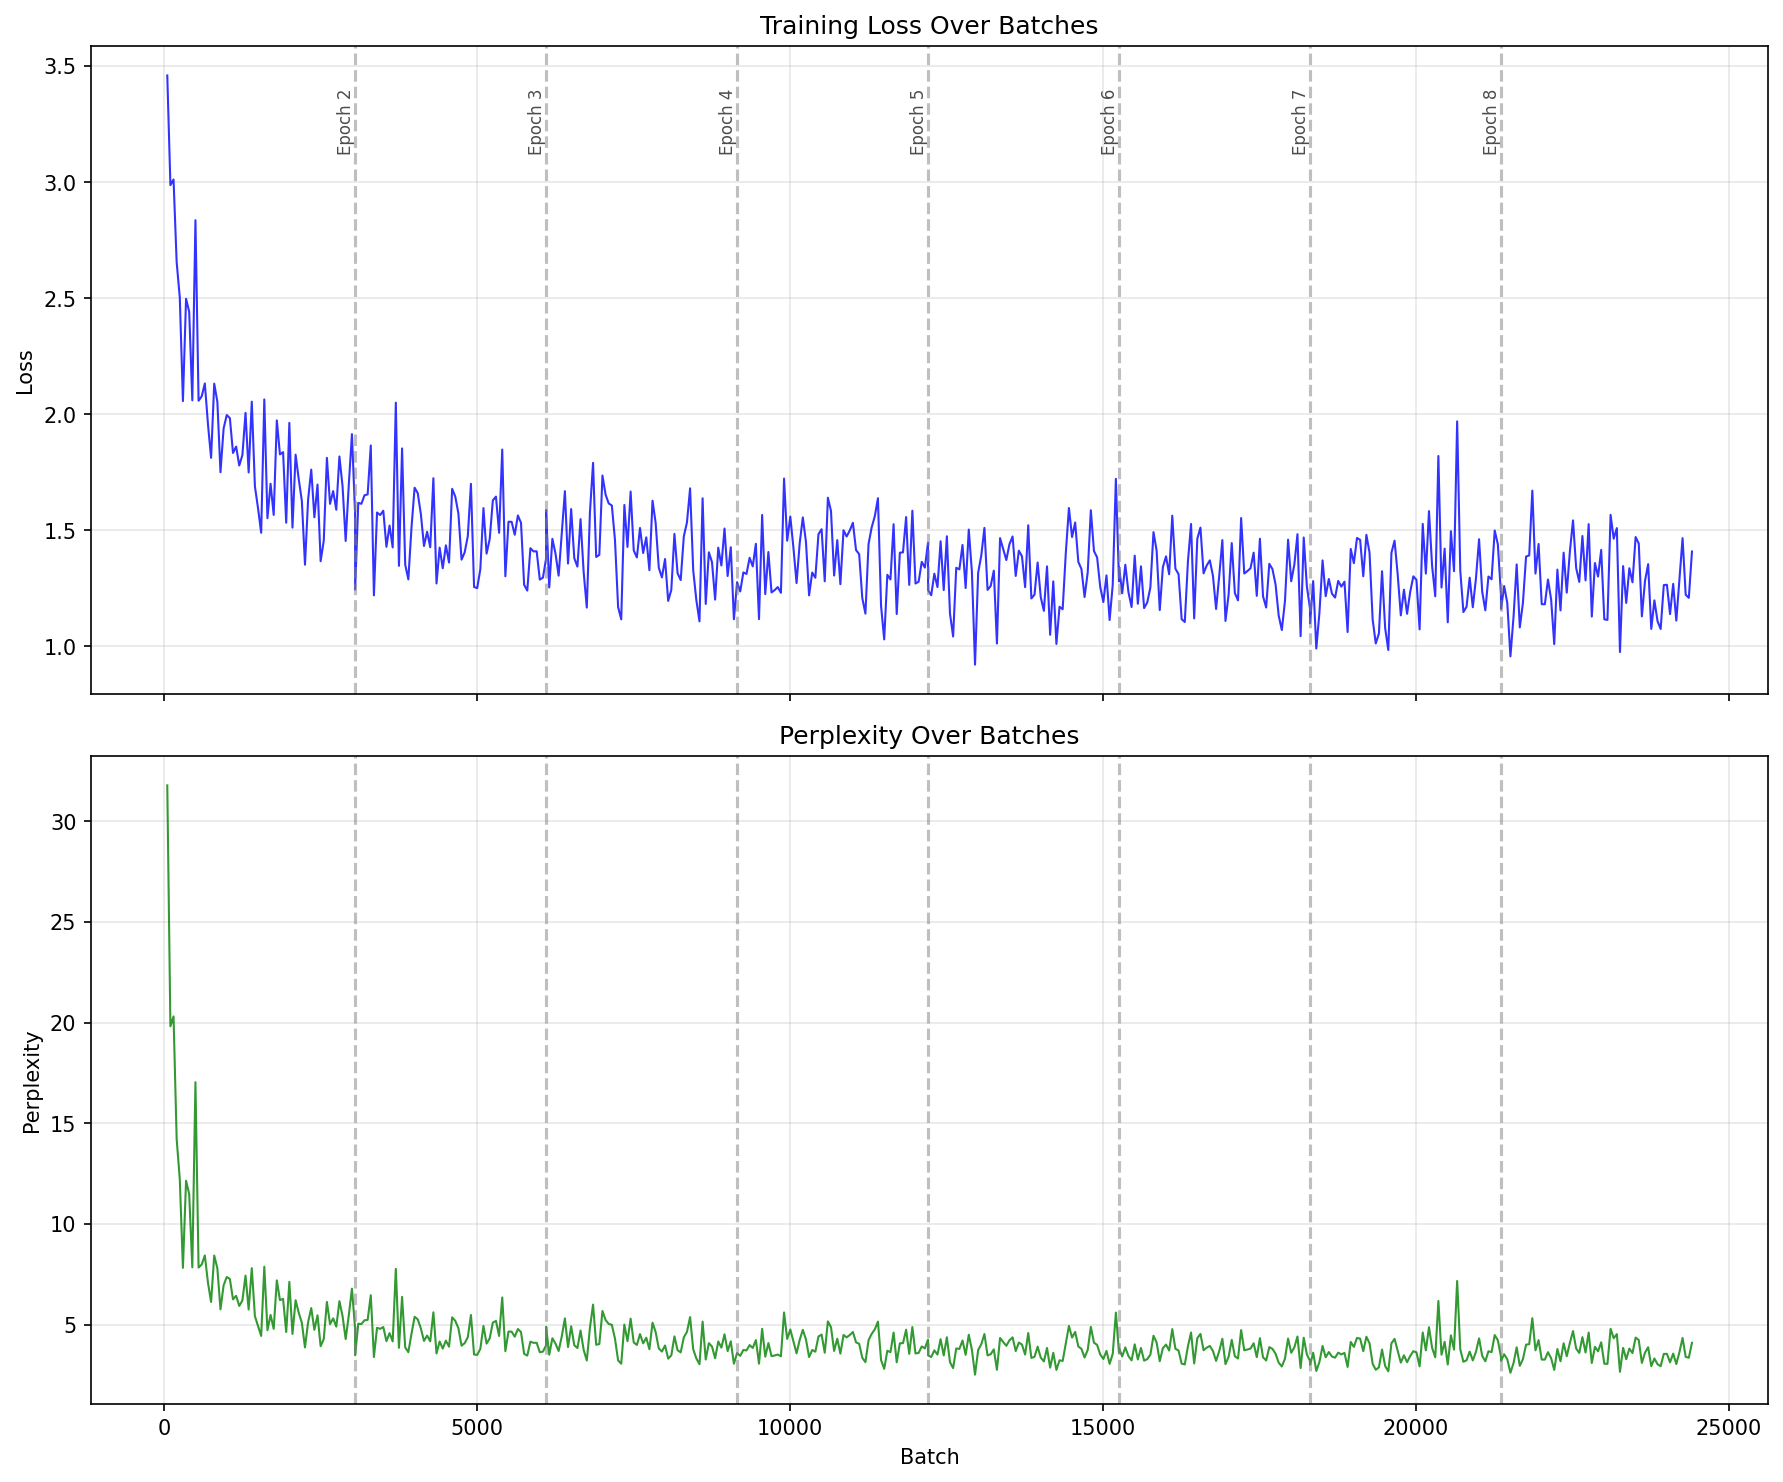 Training Loss Over Batches
3.5
3.0
2.5
2.0
1.5
1.0
Loss
Epoch 2
Epoch 3
Epoch 4
Epoch 5
Epoch 6
Epoch 7
Epoch 8
Perplexity Over Batches
30
25
20
15
10
5
Perplexity
0
5000
10000
15000
20000
25000
Batch